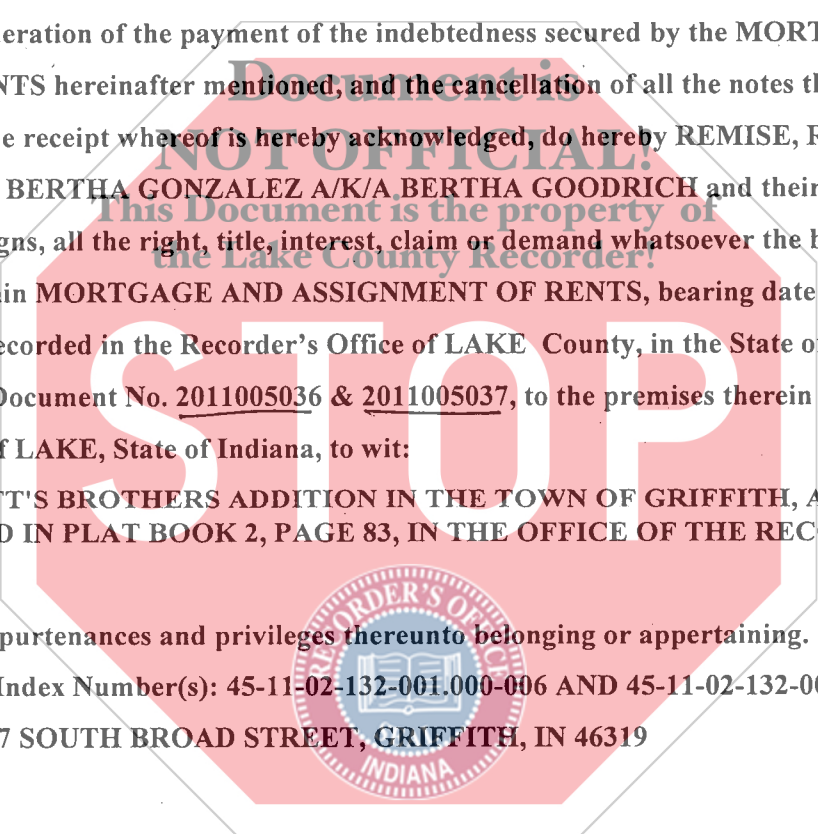 eration of the payment of the indebtedness secured by the MORT
NTS hereinafter mentioned, and the cancellation of all the notes th
Document is
e receipt whereof is hereby acknowledged, do hereby REMISE, R
NOT OFFICIAL!
BERTHA GONZALEZ A/K/A BERTHA GOODRICH and their
This Document is the property of
gns, all the right, title, interest, claim or demand whatsoever the b
the Lake County Recorder!
in MORTGAGE AND ASSIGNMENT OF RENTS, bearing date
ecorded in the Recorder's Office of LAKE County, in the State o
Document No. 2011005036 & 2011005037, to the premises therein
f LAKE, State of Indiana, to wit:
STOP
TT'S BROTHERS ADDITION IN THE TOWN OF GRIFFITH, A
D IN PLAT BOOK 2, PAGE 83, IN THE OFFICE OF THE REC
RECORDER'S OFFICE
purtenances and privileges thereunto belonging or appertaining.
Index Number(s): 45-11-02-132-001.000-006 AND 45-11-02-132-00
7 SOUTH BROAD STREET, GRIFFITH, IN 46319
INDIANA